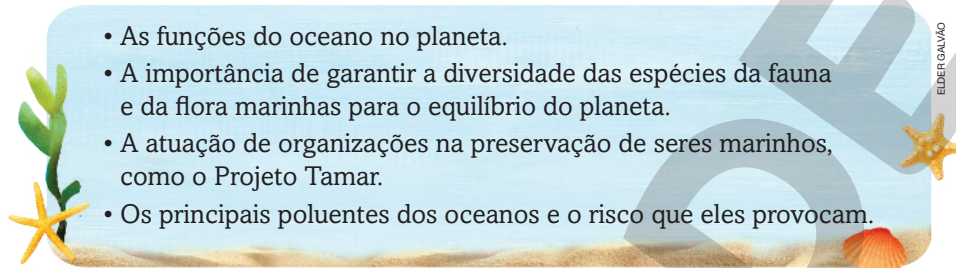 • As funções do oceano no planeta.
• A importância de garantir a diversidade das espécies da fauna
e da flora marinhas para o equilíbrio do planeta.
• A atuação de organizações na preservação de seres marinhos,
como o Projeto Tamar.
• Os principais poluentes dos oceanos e o risco que eles provocam.
ELDER GALVÃO